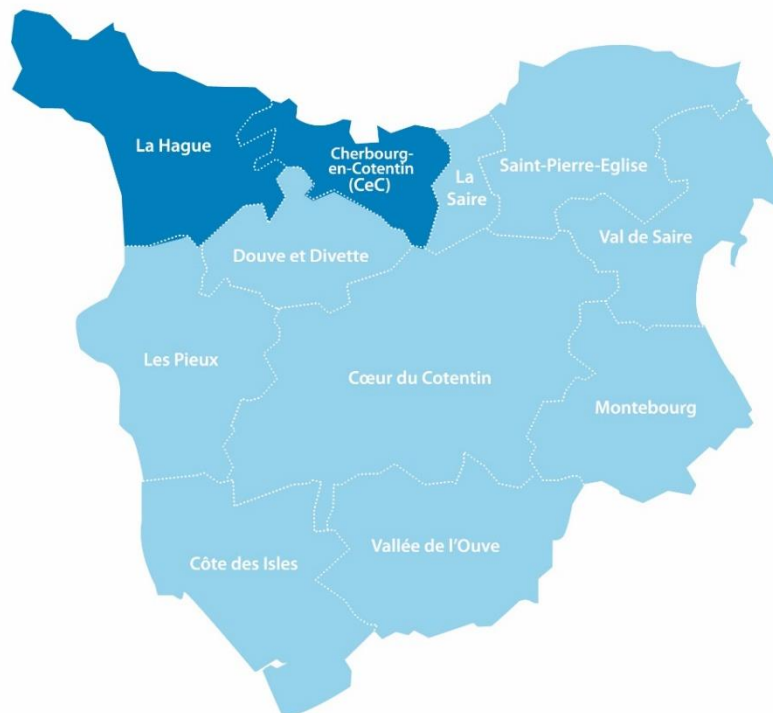 La Hague
Cherbourg-
en-Cotentin
(CeC)
La
Saire
Saint-Pierre-Eglise
Val de Saire
Douve et Divette
Les Pieux
Cœur du Cotentin
Montebourg
Côte des Isles
Vallée de l'Ouve